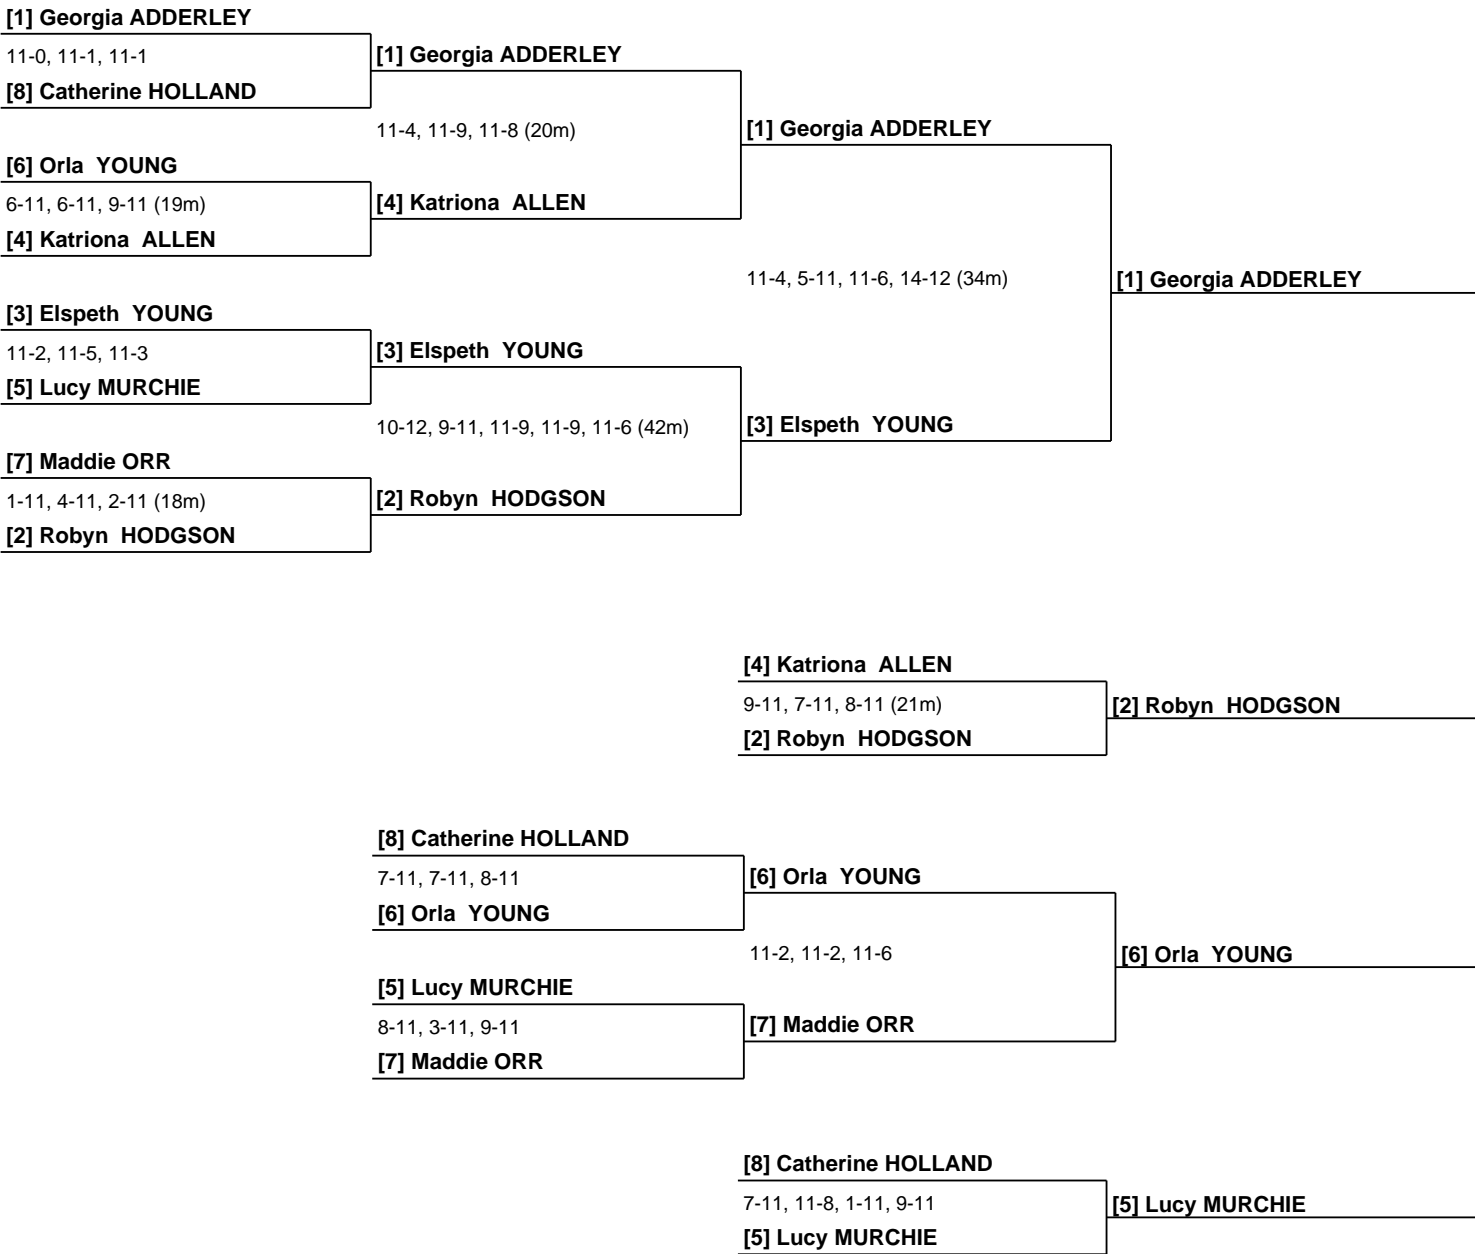 [1] Georgia ADDERLEY
11-0, 11-1, 11-1
[1] Georgia ADDERLEY
[8] Catherine HOLLAND
11-4, 11-9, 11-8 (20m)
[1] Georgia ADDERLEY
[6] Orla  YOUNG
6-11, 6-11, 9-11 (19m)
[4] Katriona  ALLEN
[4] Katriona  ALLEN
11-4, 5-11, 11-6, 14-12 (34m)
[1] Georgia ADDERLEY
[3] Elspeth  YOUNG
11-2, 11-5, 11-3
[3] Elspeth  YOUNG
[5] Lucy MURCHIE
10-12, 9-11, 11-9, 11-9, 11-6 (42m)
[3] Elspeth  YOUNG
[7] Maddie ORR
1-11, 4-11, 2-11 (18m)
[2] Robyn  HODGSON
[2] Robyn  HODGSON
[4] Katriona  ALLEN
9-11, 7-11, 8-11 (21m)
[2] Robyn  HODGSON
[2] Robyn  HODGSON
[8] Catherine HOLLAND
7-11, 7-11, 8-11
[6] Orla  YOUNG
[6] Orla  YOUNG
11-2, 11-2, 11-6
[6] Orla  YOUNG
[5] Lucy MURCHIE
8-11, 3-11, 9-11
[7] Maddie ORR
[7] Maddie ORR
[8] Catherine HOLLAND
7-11, 11-8, 1-11, 9-11
[5] Lucy MURCHIE
[5] Lucy MURCHIE